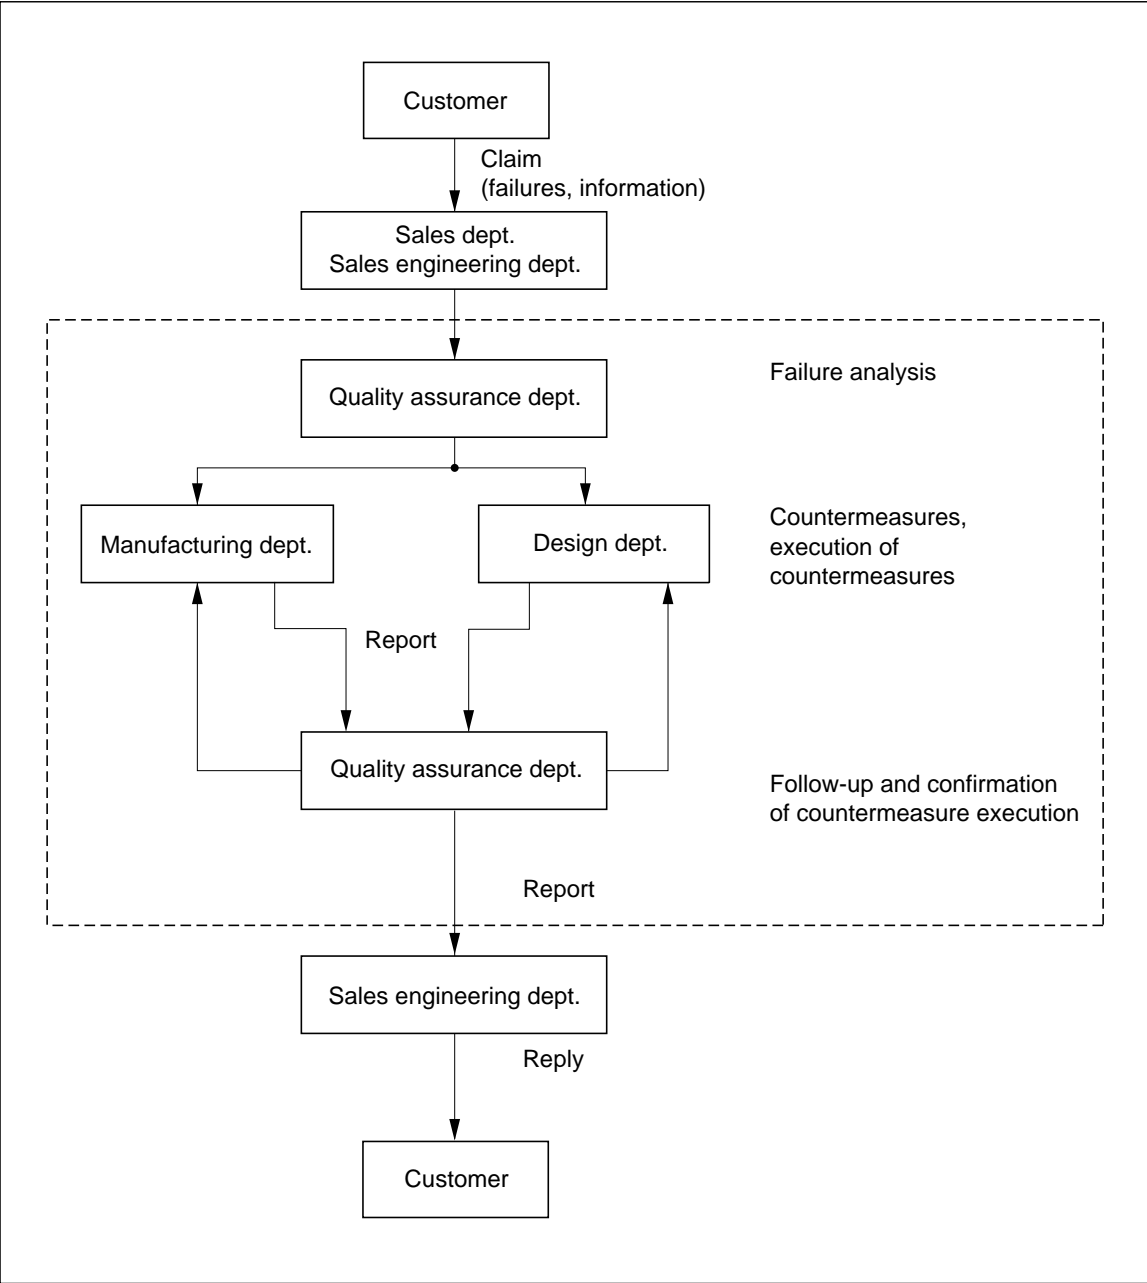 Customer
Claim
(failures, information)
Sales dept.
Sales engineering dept.
Quality assurance dept.
Failure analysis
Manufacturing dept.
Design dept.
Countermeasures,
execution of
countermeasures
Report
Quality assurance dept.
Follow-up and confirmation
of countermeasure execution
Report
Sales engineering dept.
Reply
Customer